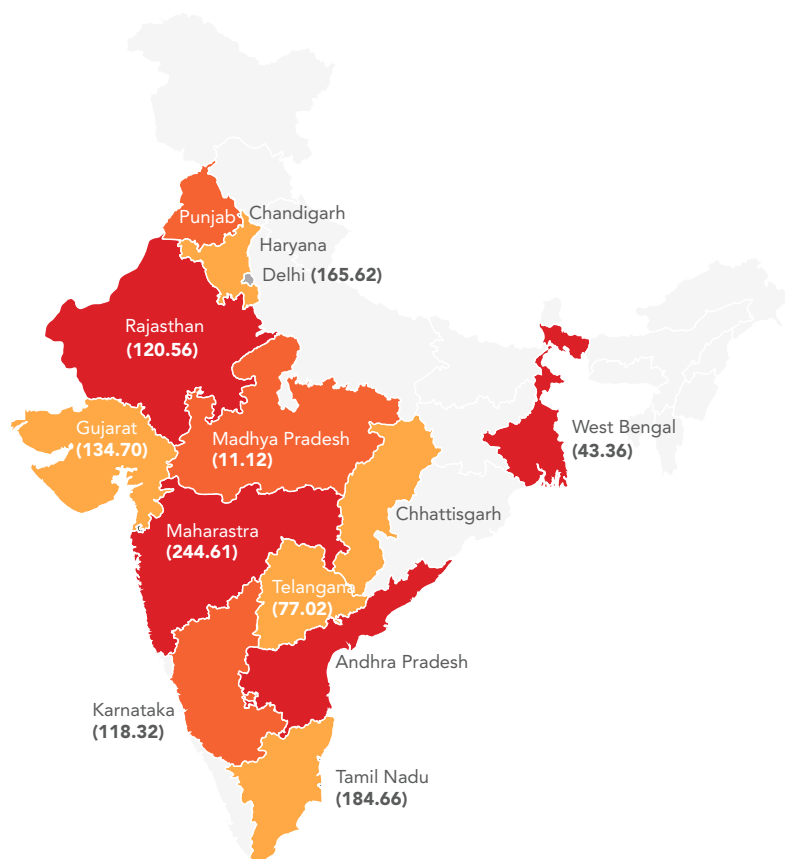 Punjab
Chandigarh
Haryana
Delhi (165.62)
Rajasthan
(120.56)
Gujarat
(134.70)
Madhya Pradesh
(11.12)
West Bengal
(43.36)
Chhattisgarh
Maharastra
(244.61)
Telangana
(77.02)
Andhra Pradesh
Karnataka
(118.32)
Tamil Nadu
(184.66)